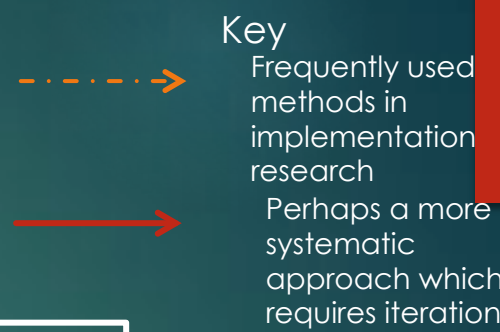 Key
Frequently used
methods in
implementation
research
Perhaps a more
systematic
approach which
requires iteration